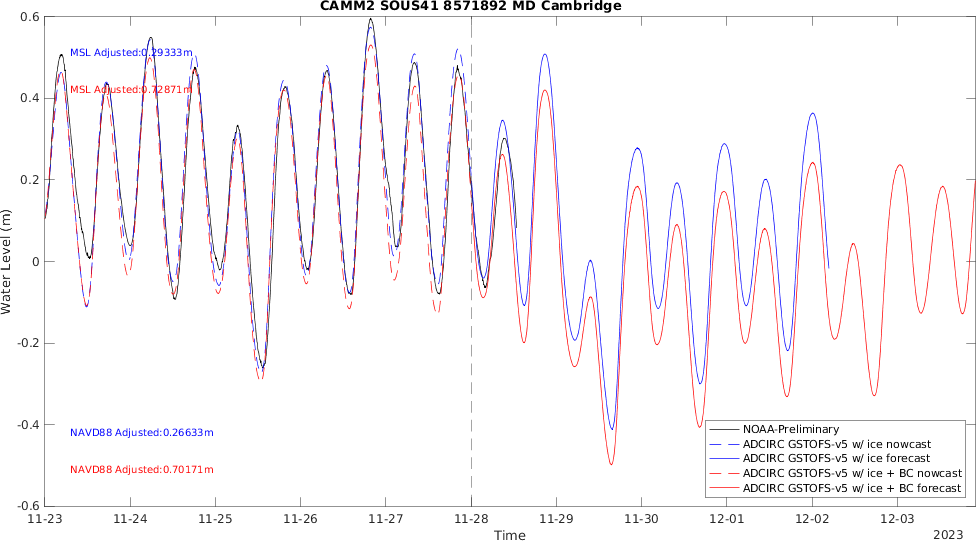 CAMM2 SOUS41 8571892 MD Cambridge
0.6
MSL Adjusted:0.29333m
MSL Adjusted:0.72871m
0.4
0.2
0
-0.2
-0.4
-0.6
Water Level (m)
NAVD88 Adjusted:0.26633m
NAVD88 Adjusted:0.70171m
NOAA-Preliminary
ADCIRC GSTOFS-v5 w/ ice nowcast
ADCIRC GSTOFS-v5 w/ ice forecast
ADCIRC GSTOFS-v5 w/ ice + BC nowcast
ADCIRC GSTOFS-v5 w/ ice + BC forecast
11-23 11-24 11-25 11-26 11-27 11-28 11-29 11-30 12-01 12-02 12-03
Time
2023